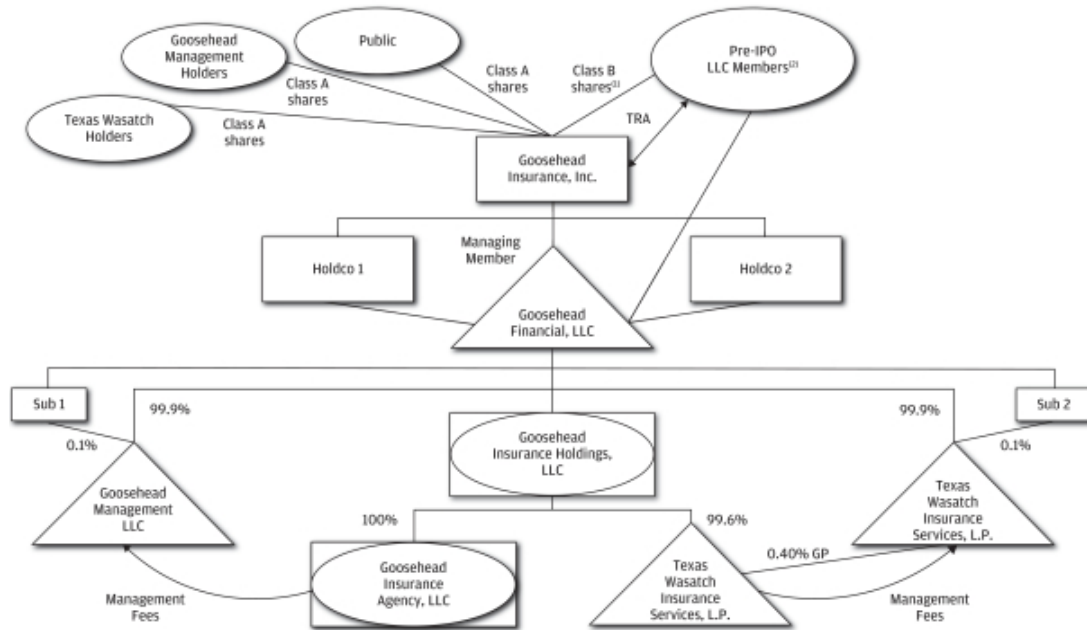 Goosehead
Management
Holders
Public
Pre-IPO
LLC Members(2)
Class A
shares
Class B
shares(1)
Class A
shares
TRA
Texas Wasatch
Holders
Class A
shares
Goosehead
Insurance, Inc.
Holdco 1
Managing
Member
Holdco 2
Goosehead
Financial, LLC
Sub 1
99.9%
99.9%
Sub 2
0.1%
0.1%
Goosehead
Insurance Holdings,
LLC
Goosehead
Management
LLC
Texas
Wasatch
Insurance
Services, L.P.
100%
99.6%
0.40% GP
Goosehead
Insurance
Agency, LLC
Texas
Wasatch
Insurance
Services, L.P.
Management
Fees
Management
Fees